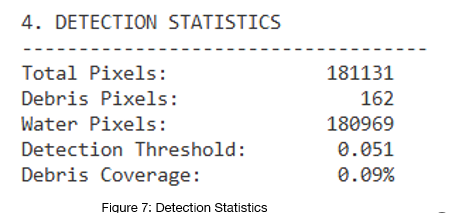 4. DETECTION STATISTICS
-----------------------------------
Total Pixels: 181131
Debris Pixels: 162
Water Pixels: 180969
Detection Threshold: 0.051
Debris Coverage: 0.09%
Figure 7: Detection Statistics